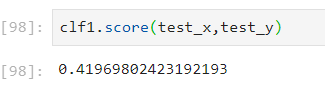 [98]: clf1.score(test_x,test_y)
[98]: 0.41969802423192193